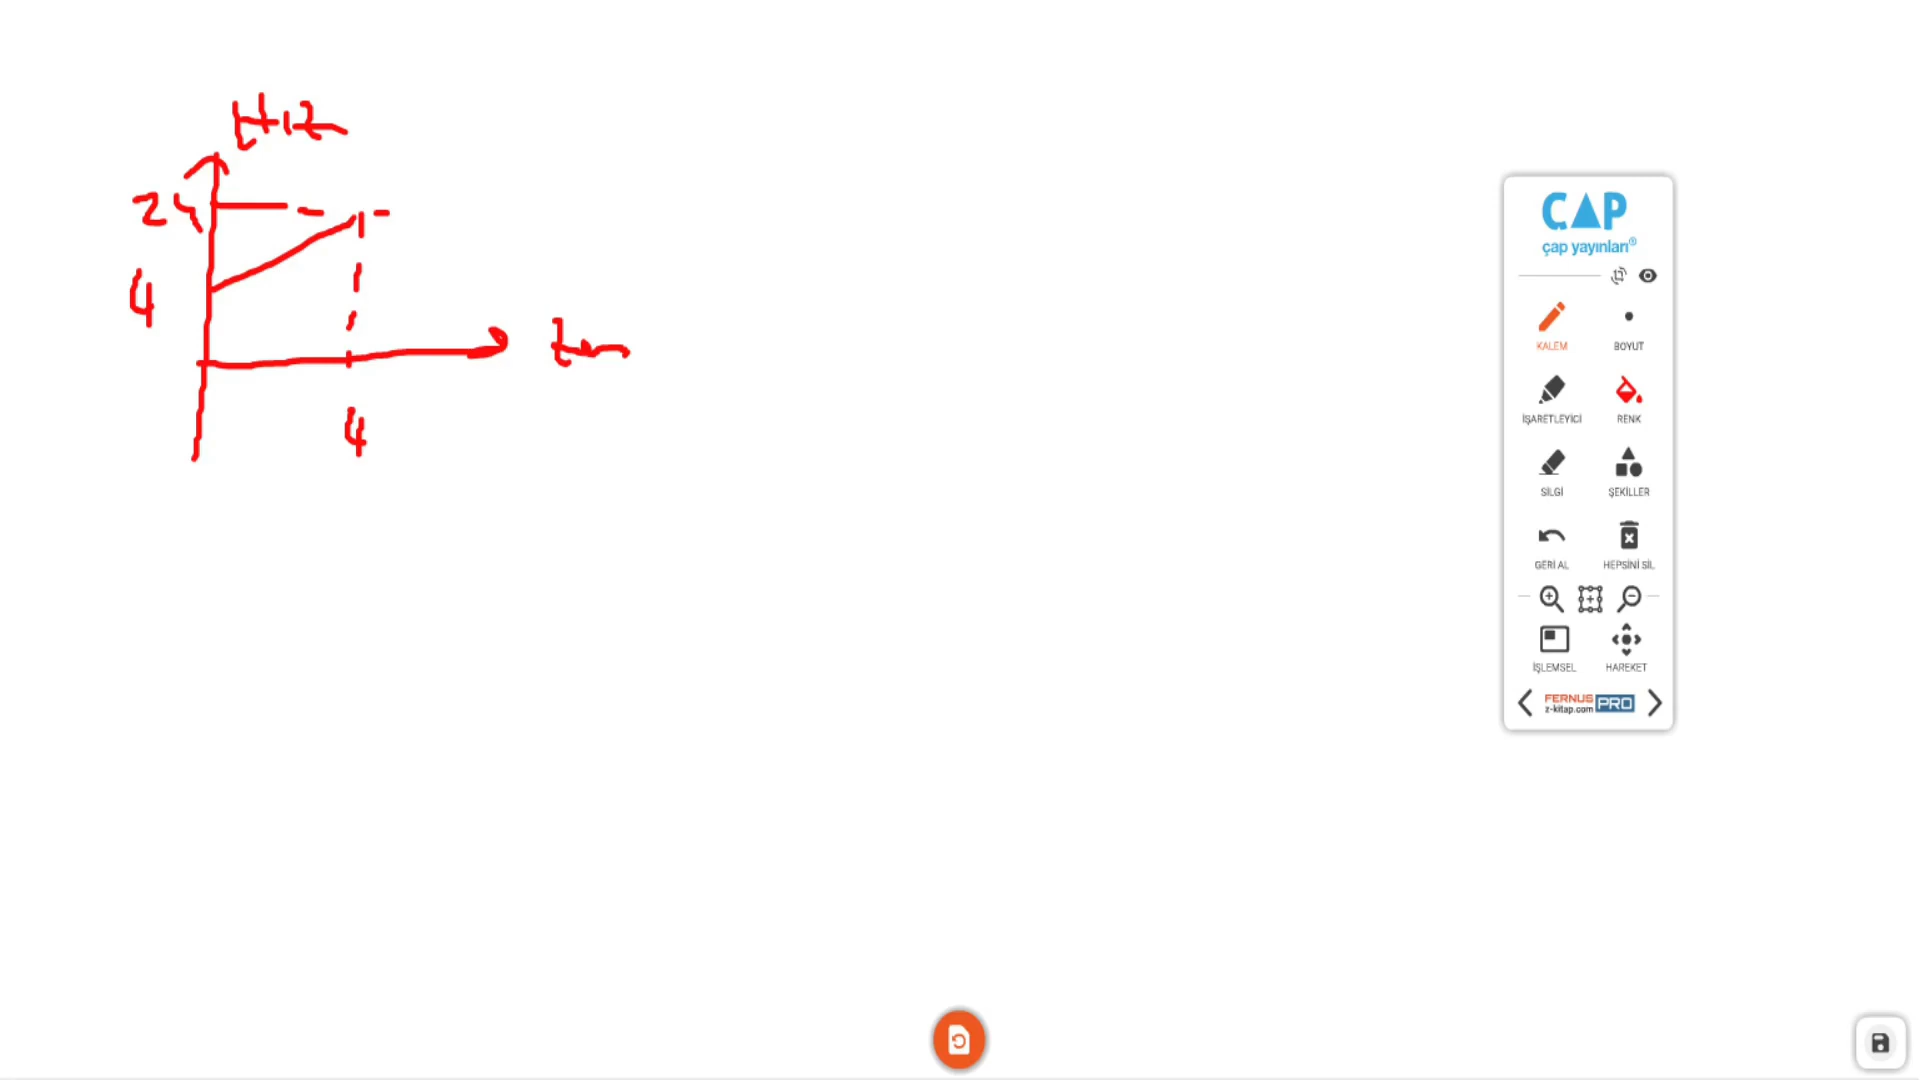 Hız
24
4
4
ÇAP
çap yayınları®
KALEM
BOYUT
İŞARETLEYİCİ
RENK
SİLGİ
ŞEKİLLER
GERİ AL
HEPSİNİ SİL
İŞLEMSEL
HAREKET
FERNUS PRO
z-kitap.com